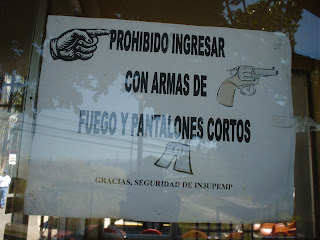 PROHIBIDO INGRESAR
CON ARMAS DE
FUEGO Y PANTALONES CORTOS
GRACIAS, SEGURIDAD DE INJUPEMP